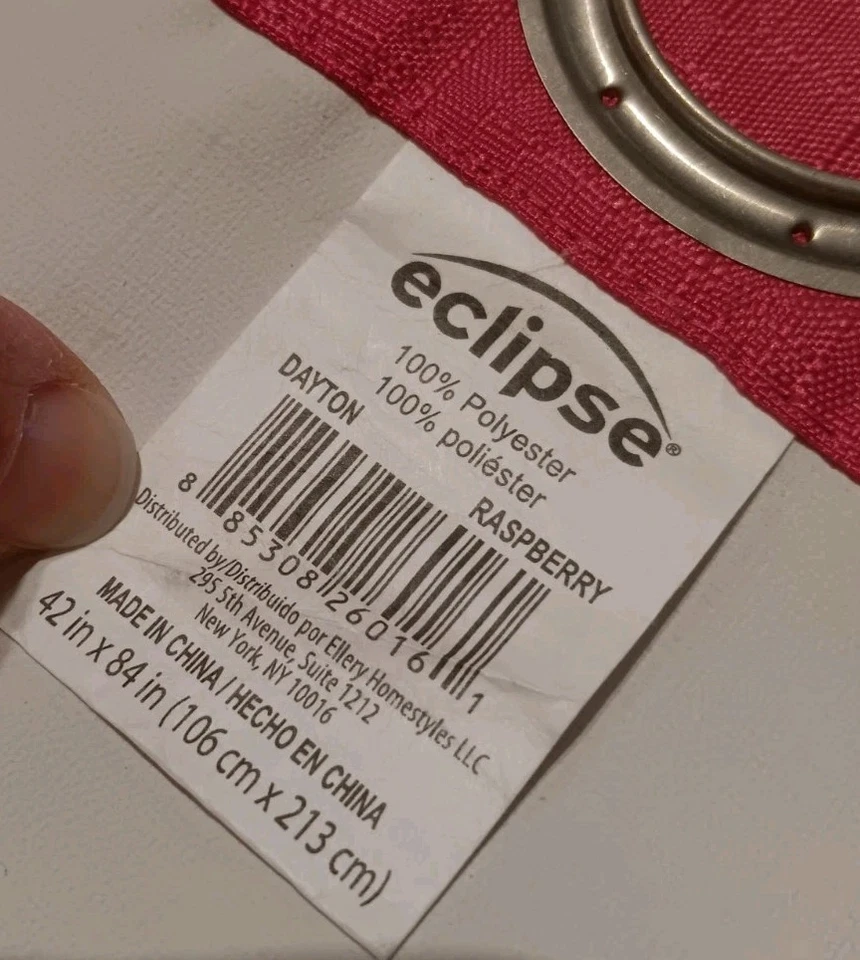 eclipse®
100% Polyester
100% poliéster
DAYTON
RASPBERRY
8 85308 26016 1
Distributed by/Distribuido por Ellery Homestyles LLC
295 5th Avenue, Suite 1212
New York, NY 10016
MADE IN CHINA / HECHO EN CHINA
42 in x 84 in (106 cm x 213 cm)